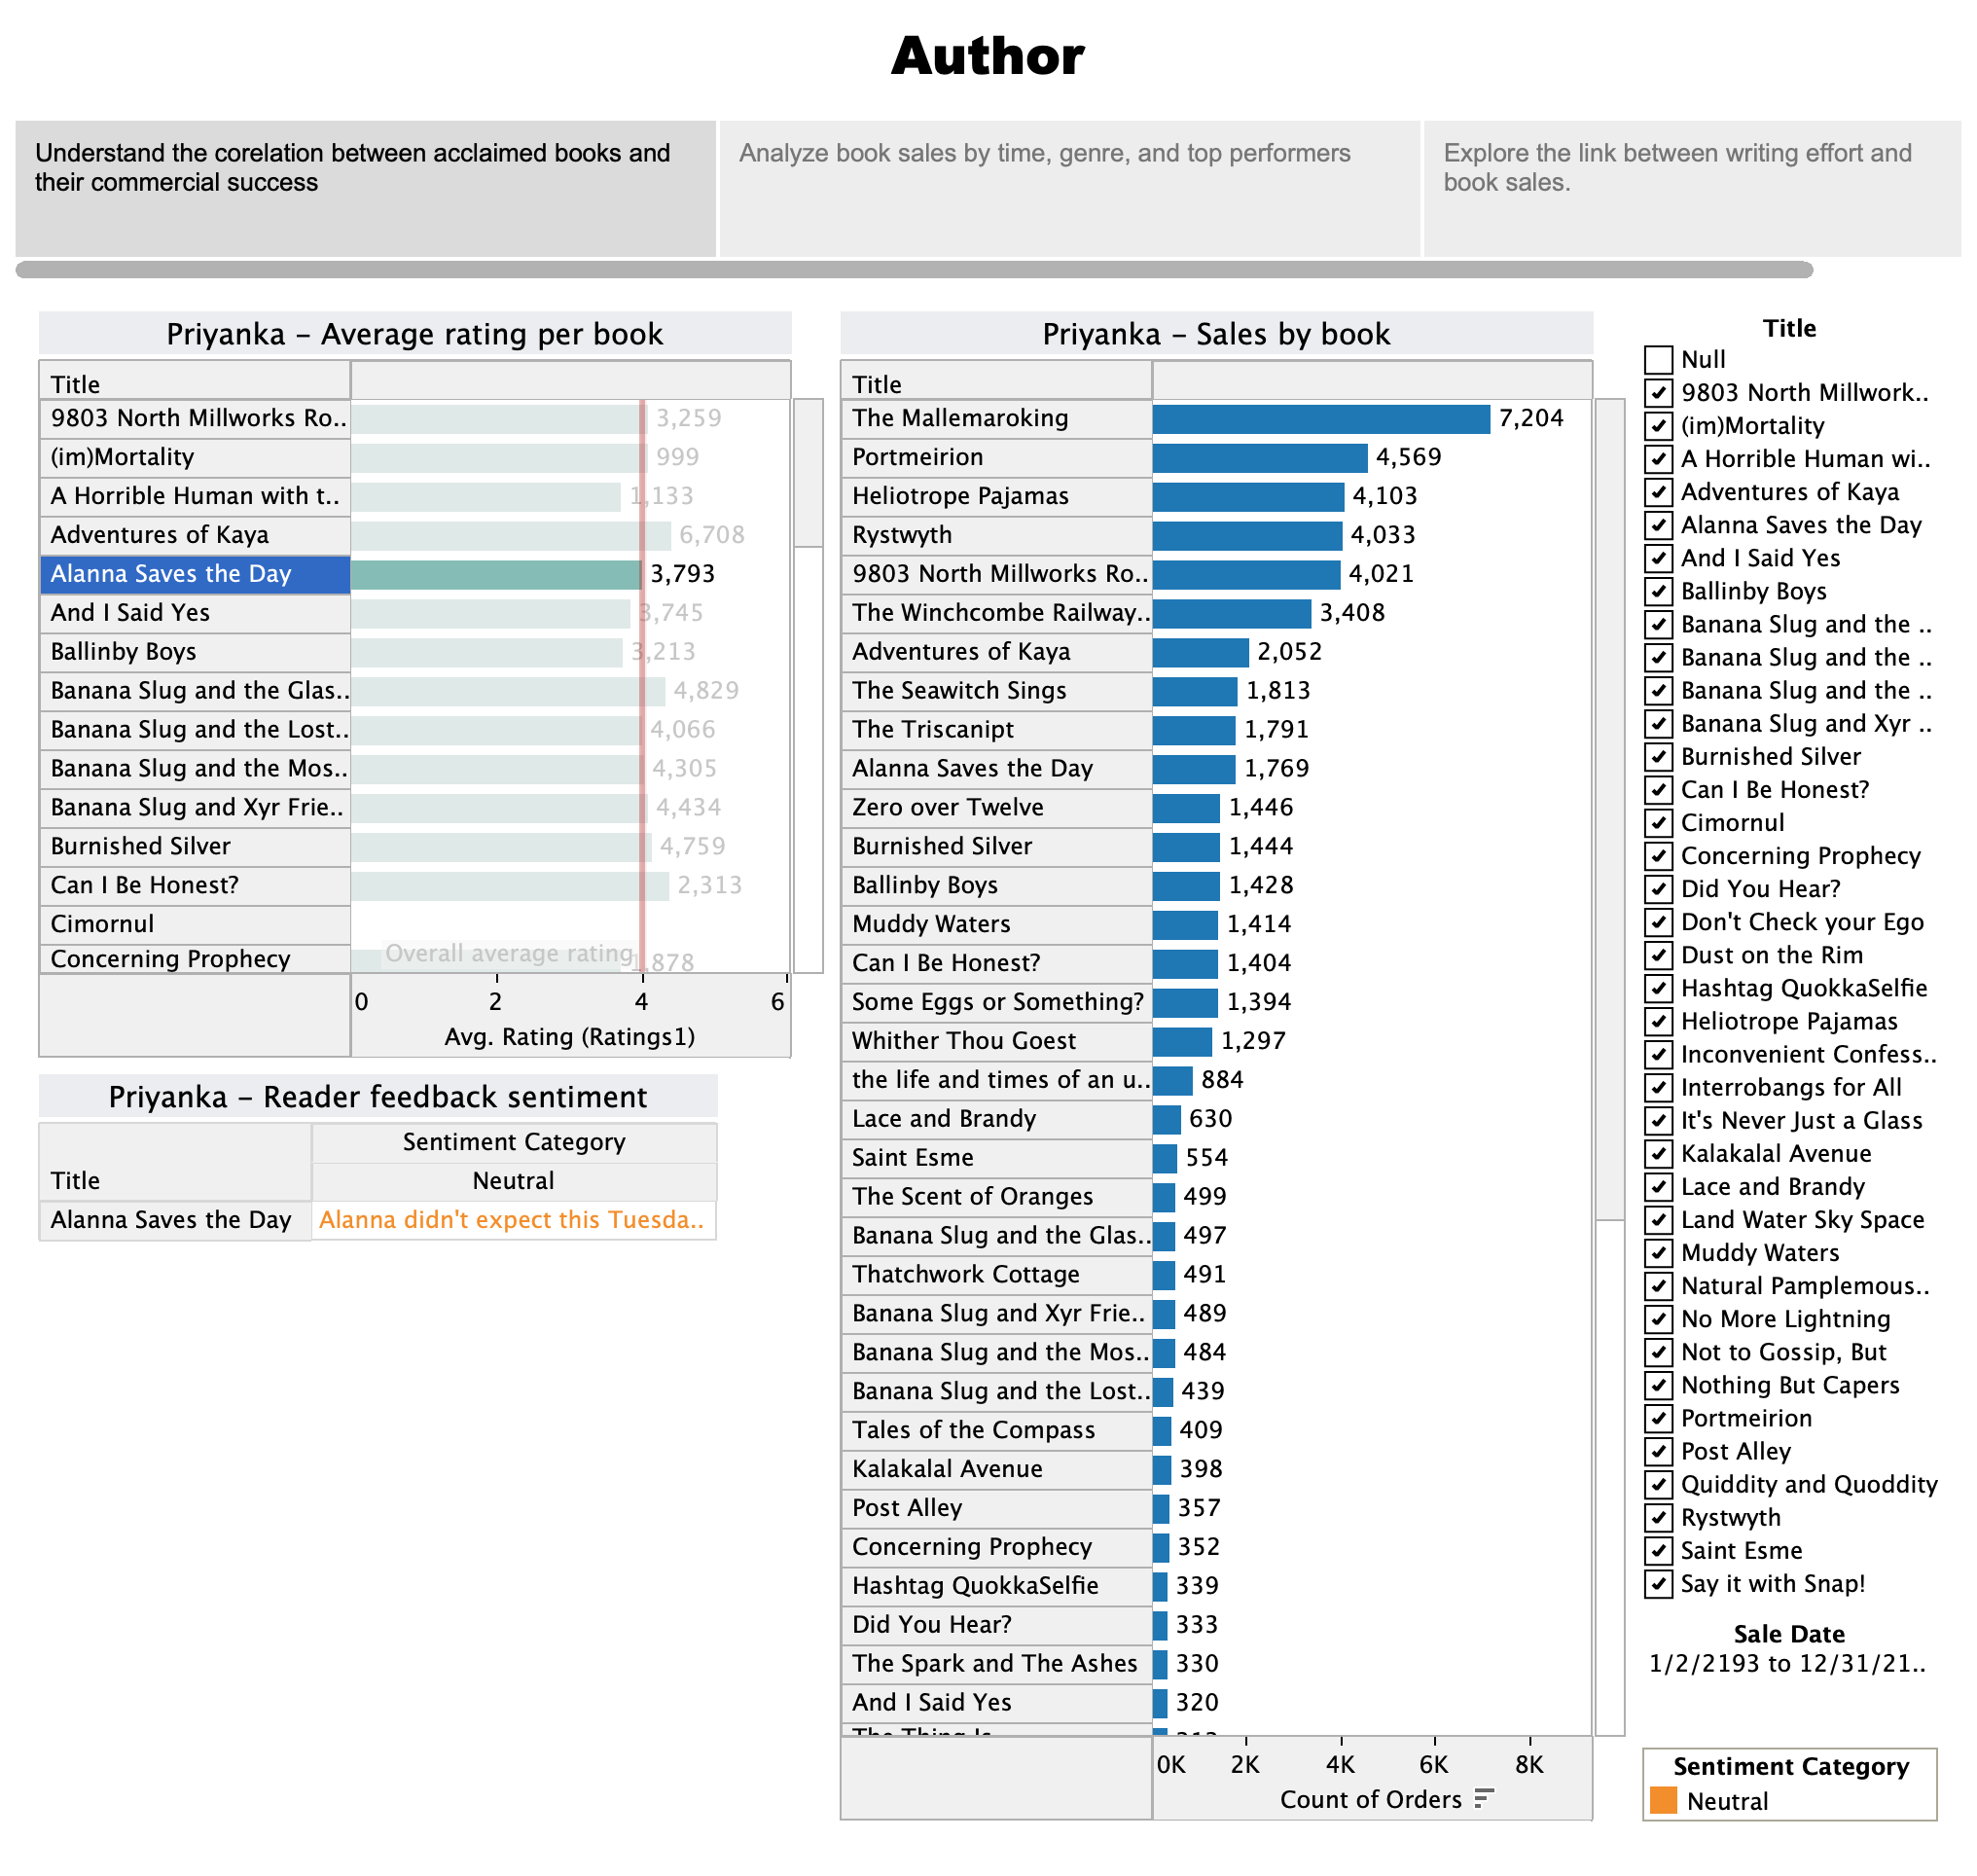 Author
Understand the corelation between acclaimed books and
their commercial success
Analyze book sales by time, genre, and top performers
Explore the link between writing effort and
book sales.
Priyanka - Average rating per book
Title
9803 North Millworks Ro.. 3,259
(im)Mortality 999
A Horrible Human with t.. 1,133
Adventures of Kaya 6,708
Alanna Saves the Day 3,793
And I Said Yes 3,745
Ballinby Boys 3,213
Banana Slug and the Glas.. 4,829
Banana Slug and the Lost.. 4,066
Banana Slug and the Mos.. 4,305
Banana Slug and Xyr Frie.. 4,434
Burnished Silver 4,759
Can I Be Honest? 2,313
Cimornul
Overall average rating
Concerning Prophecy 1,878
0 2 4 6
Avg. Rating (Ratings1)
Priyanka - Reader feedback sentiment
Sentiment Category
Title Neutral
Alanna Saves the Day Alanna didn't expect this Tuesda..
Priyanka - Sales by book
Title
The Mallemaroking 7,204
Portmeirion 4,569
Heliotrope Pajamas 4,103
Rystwyth 4,033
9803 North Millworks Ro.. 4,021
The Winchcombe Railway.. 3,408
Adventures of Kaya 2,052
The Seawitch Sings 1,813
The Triscanipt 1,791
Alanna Saves the Day 1,769
Zero over Twelve 1,446
Burnished Silver 1,444
Ballinby Boys 1,428
Muddy Waters 1,414
Can I Be Honest? 1,404
Some Eggs or Something? 1,394
Whither Thou Goest 1,297
the life and times of an u.. 884
Lace and Brandy 630
Saint Esme 554
The Scent of Oranges 499
Banana Slug and the Glas.. 497
Thatchwork Cottage 491
Banana Slug and Xyr Frie.. 489
Banana Slug and the Mos.. 484
Banana Slug and the Lost.. 439
Tales of the Compass 409
Kalakalal Avenue 398
Post Alley 357
Concerning Prophecy 352
Hashtag QuokkaSelfie 339
Did You Hear? 333
The Spark and The Ashes 330
And I Said Yes 320
The Thing Is
0K 2K 4K 6K 8K
Count of Orders
Title
Null
9803 North Millwork..
(im)Mortality
A Horrible Human wi..
Adventures of Kaya
Alanna Saves the Day
And I Said Yes
Ballinby Boys
Banana Slug and the ..
Banana Slug and the ..
Banana Slug and the ..
Banana Slug and Xyr ..
Burnished Silver
Can I Be Honest?
Cimornul
Concerning Prophecy
Did You Hear?
Don't Check your Ego
Dust on the Rim
Hashtag QuokkaSelfie
Heliotrope Pajamas
Inconvenient Confess..
Interrobangs for All
It's Never Just a Glass
Kalakalal Avenue
Lace and Brandy
Land Water Sky Space
Muddy Waters
Natural Pamplemous..
No More Lightning
Not to Gossip, But
Nothing But Capers
Portmeirion
Post Alley
Quiddity and Quoddity
Rystwyth
Saint Esme
Say it with Snap!
Sale Date
1/2/2193 to 12/31/21..
Sentiment Category
Neutral